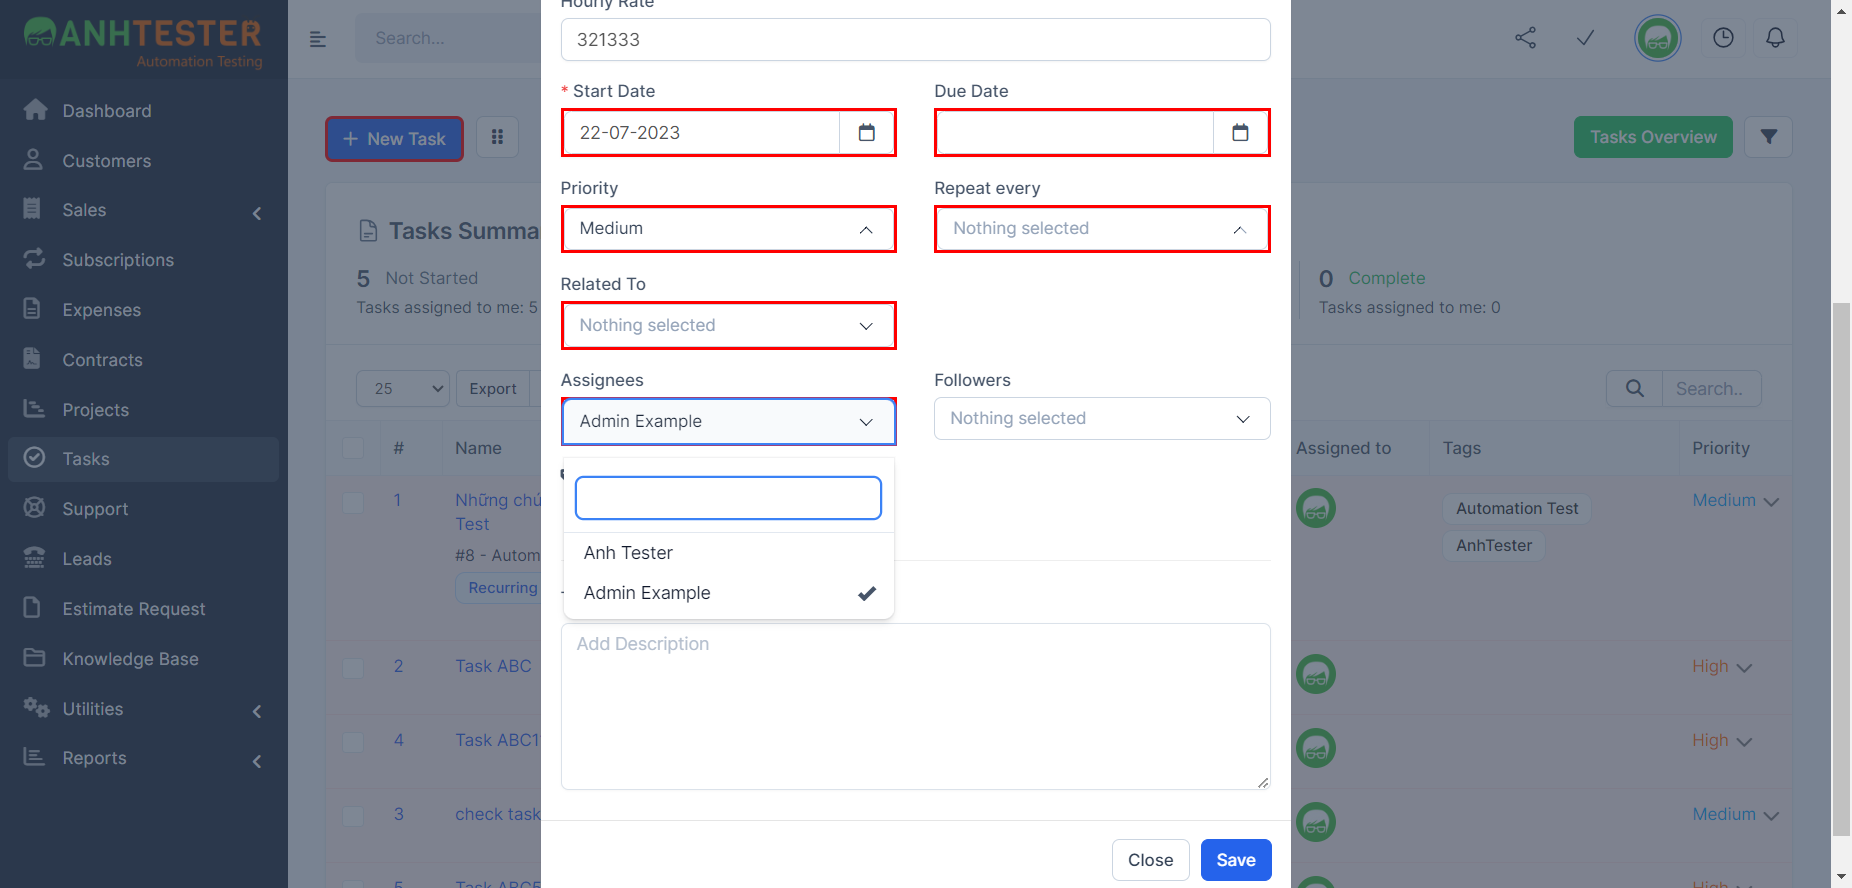 ANHTESTER
Automation Testing
Dashboard
Customers
Sales
Subscriptions
Expenses
Contracts
Projects
Tasks
Support
Leads
Estimate Request
Knowledge Base
Utilities
Reports
Search...
New Task
Tasks Overview
Tasks Summa
5 Not Started
Tasks assigned to me: 5
0 Complete
Tasks assigned to me: 0
25
Export
Search..
# Name
Assigned to Tags Priority
1 Những chú
Test
#8 - Autom
Recurring
Automation Test
AnhTester
Medium
2 Task ABC
High
4 Task ABC1
High
3 check task
Medium
5 Task ABC5
High
Hourly Rate
321333
* Start Date
22-07-2023
Due Date
Priority
Medium
Repeat every
Nothing selected
Related To
Nothing selected
Assignees
Admin Example
Followers
Nothing selected
Anh Tester
Admin Example
Add Description
Close
Save